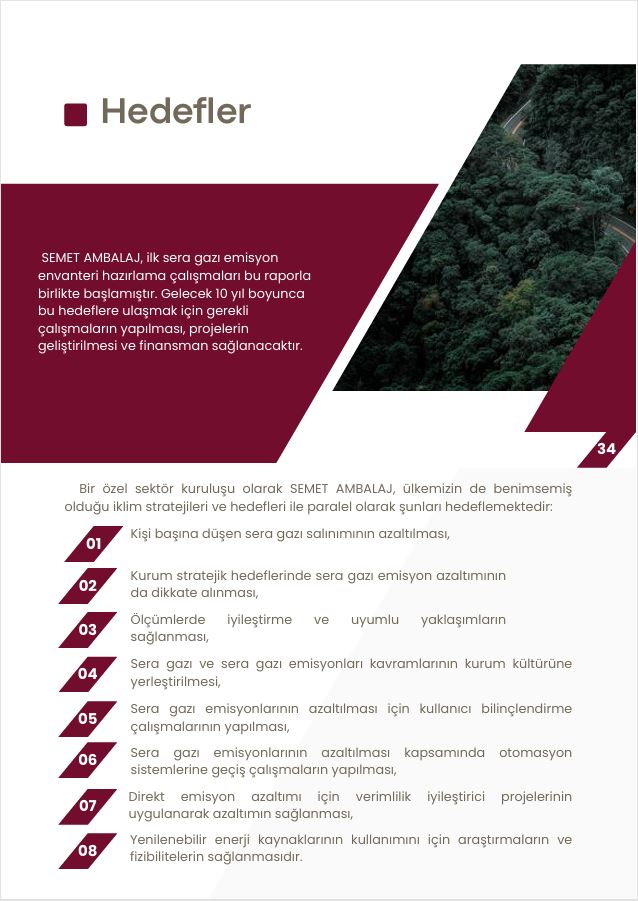 Hedefler
SEMET AMBALAJ, ilk sera gazı emisyon
envanteri hazırlama çalışmaları bu raporla
birlikte başlamıştır. Gelecek 10 yıl boyunca
bu hedeflere ulaşmak için gerekli
çalışmaların yapılması, projelerin
geliştirilmesi ve finansman sağlanacaktır.
34
Bir özel sektör kuruluşu olarak SEMET AMBALAJ, ülkemizin de benimsemiş
olduğu iklim stratejileri ve hedefleri ile paralel olarak şunları hedeflemektedir:
01 Kişi başına düşen sera gazı salınımının azaltılması,
02 Kurum stratejik hedeflerinde sera gazı emisyon azaltımının
da dikkate alınması,
03 Ölçümlerde iyileştirme ve uyumlu yaklaşımların
sağlanması,
04 Sera gazı ve sera gazı emisyonları kavramlarının kurum kültürüne
yerleştirilmesi,
05 Sera gazı emisyonlarının azaltılması için kullanıcı bilinçlendirme
çalışmalarının yapılması,
06 Sera gazı emisyonlarının azaltılması kapsamında otomasyon
sistemlerine geçiş çalışmaların yapılması,
07 Direkt emisyon azaltımı için verimlilik iyileştirici projelerinin
uygulanarak azaltımın sağlanması,
08 Yenilenebilir enerji kaynaklarının kullanımını için araştırmaların ve
fizibilitelerin sağlanmasıdır.